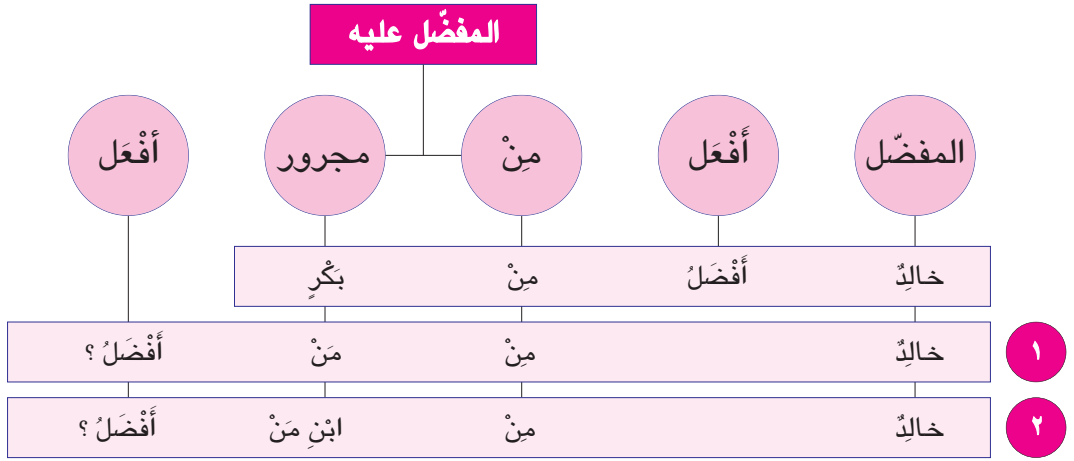 المفضّل عليه
المفضّل أَفْعَل مِنْ مجرور أفْعَل
خالِدٌ أَفْضَلُ مِنْ بَكْرٍ
١ خالِدٌ مِنْ مَنْ أَفْضَلُ ؟
٢ خالِدٌ مِنْ ابْنِ مَنْ أَفْضَلُ ؟